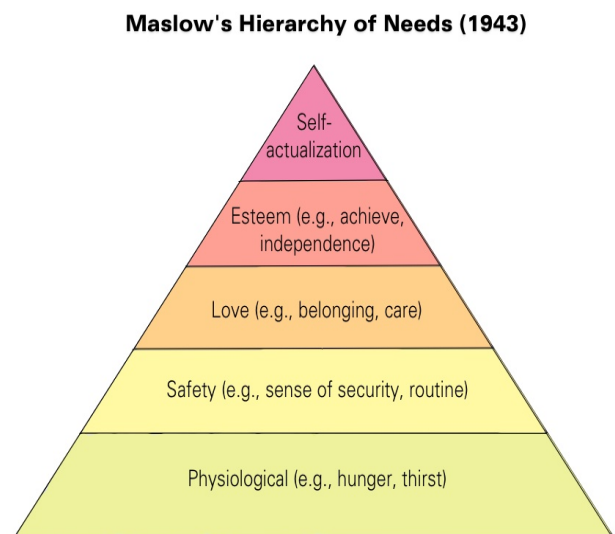 Maslow's Hierarchy of Needs (1943)
Self-
actualization
Esteem (e.g., achieve,
independence)
Love (e.g., belonging, care)
Safety (e.g., sense of security, routine)
Physiological (e.g., hunger, thirst)